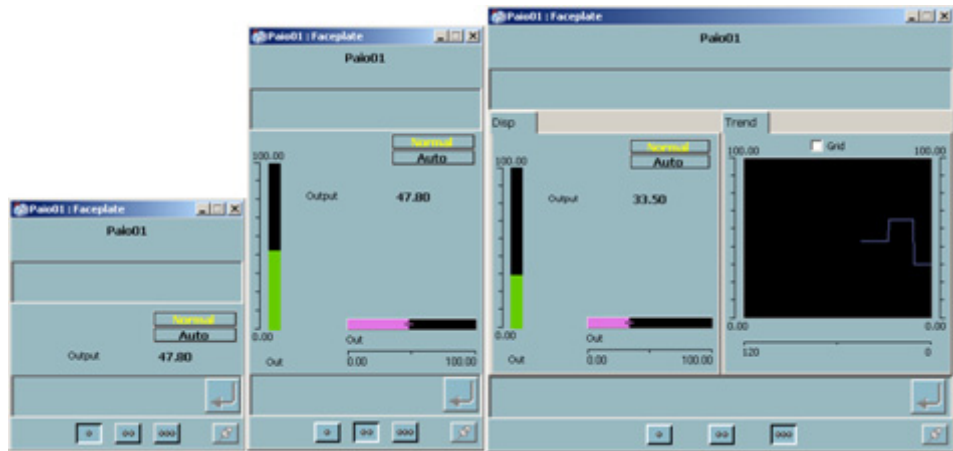 Paio01 : Faceplate
Paio01
Normal
Auto
Output 47.80
Paio01 : Faceplate
Paio01
Normal
Auto
100.00
Output 47.80
0.00
Out
Out
0.00 100.00
Paio01 : Faceplate
Paio01
Disp
Normal
Auto
100.00
Output 33.50
0.00
Out
Out
0.00 100.00
Trend
Grid
100.00 100.00
0.00 0.00
120 0